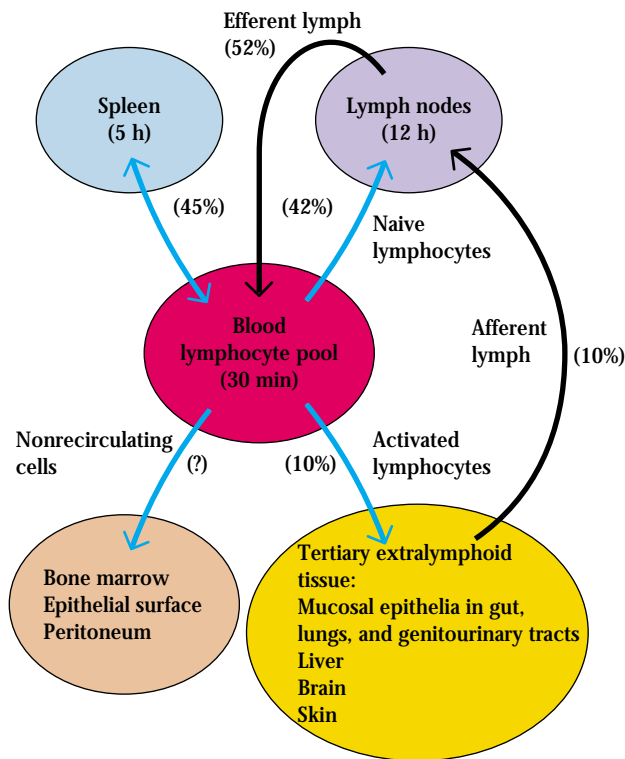 Efferent lymph
(52%)
Spleen
(5 h)
Lymph nodes
(12 h)
(45%)
(42%)
Naive
lymphocytes
Blood
lymphocyte pool
(30 min)
Afferent
lymph
(10%)
Nonrecirculating
cells
(?)
(10%)
Activated
lymphocytes
Bone marrow
Epithelial surface
Peritoneum
Tertiary extralymphoid
tissue:
Mucosal epithelia in gut,
lungs, and genitourinary tracts
Liver
Brain
Skin